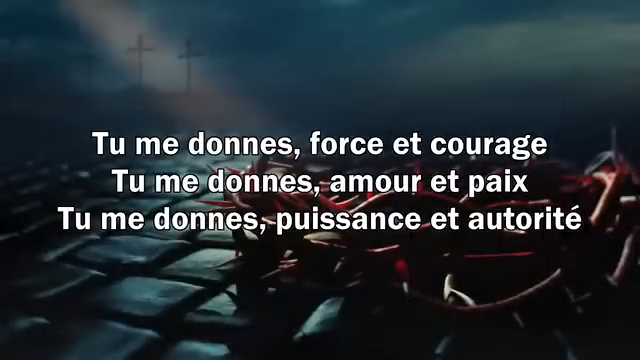 Tu me donnes, force et courage
Tu me donnes, amour et paix
Tu me donnes, puissance et autorité